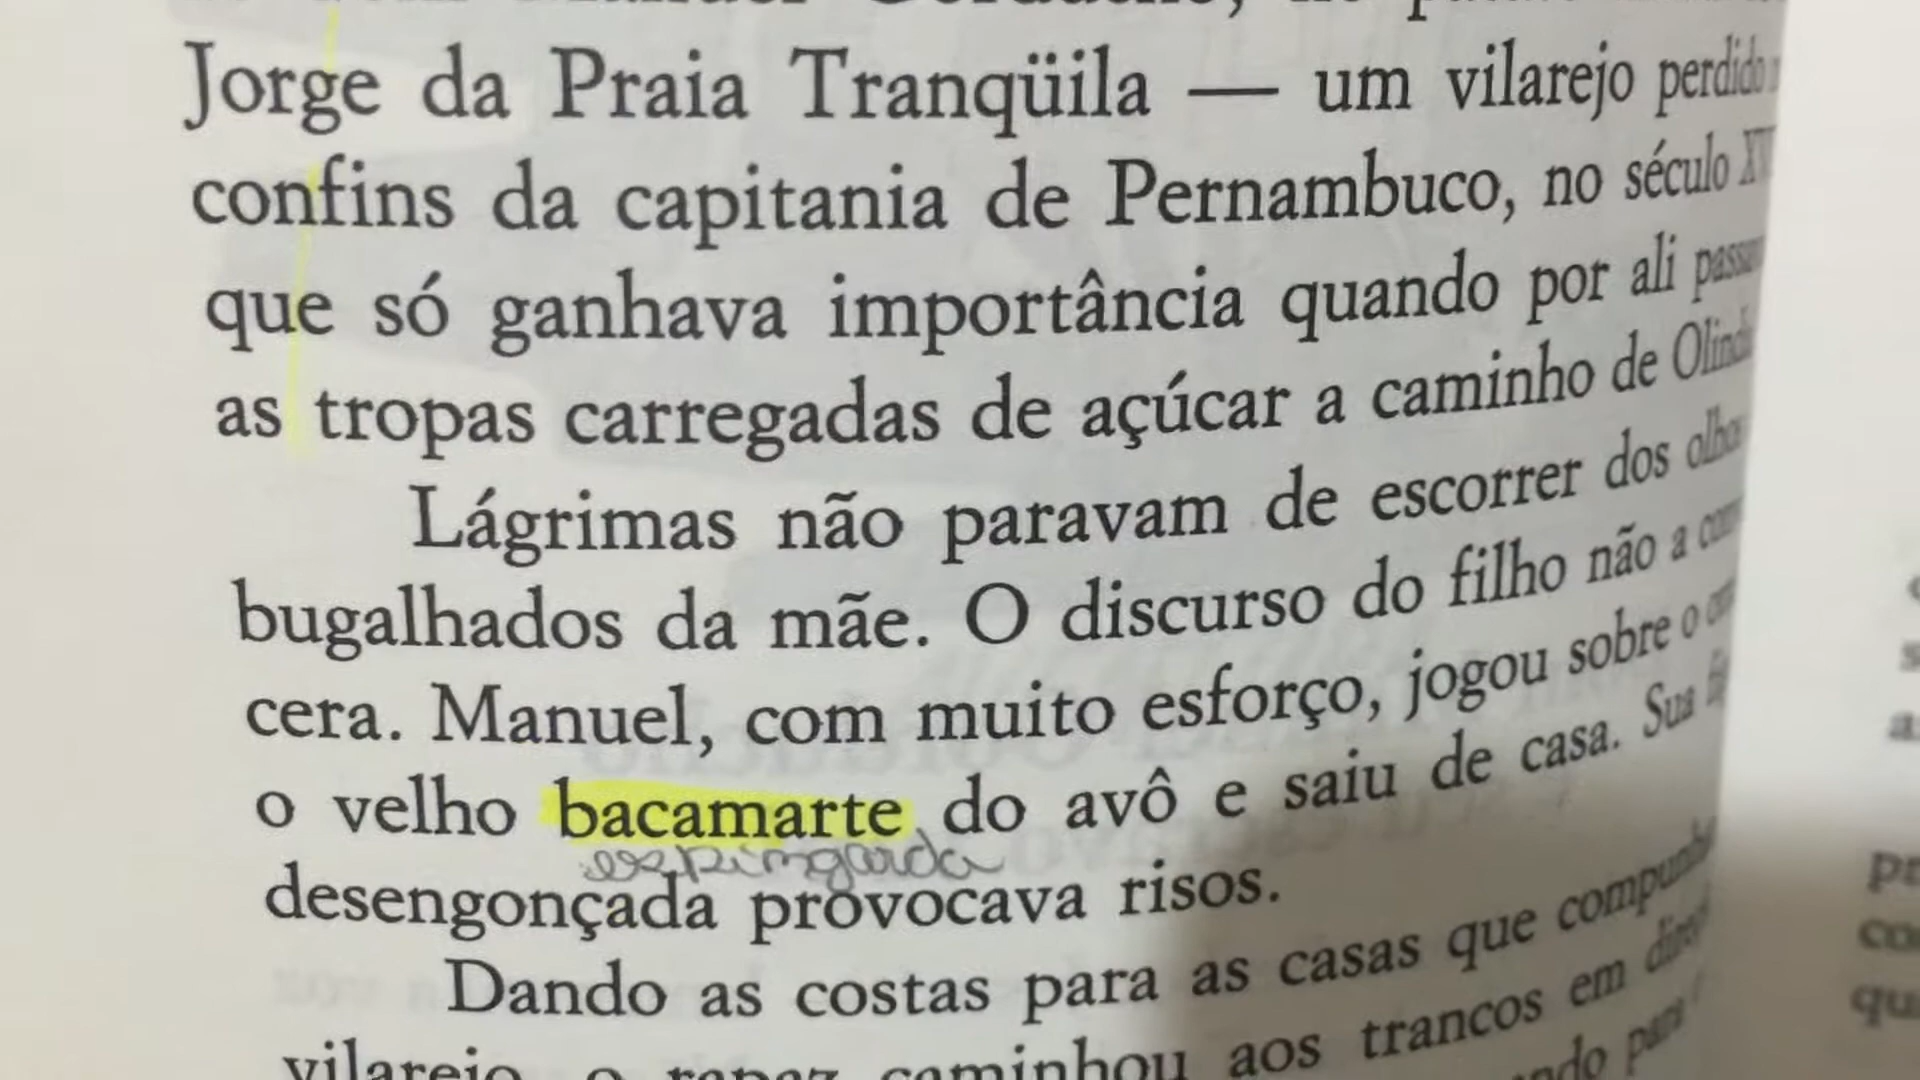 Jorge da Praia Tranqüila — um vilarejo perdido
confins da capitania de Pernambuco, no século
que só ganhava importância quando por ali
as tropas carregadas de açúcar a caminho de
Lágrimas não paravam de escorrer dos
bugalhados da mãe. O discurso do filho não a
cera. Manuel, com muito esforço, jogou sobre o
o velho bacamarte do avô e saiu de casa. Sua
espingarda
desengonçada provocava risos.
Dando as costas para as casas que
vilarejo, o rapaz caminhou aos trancos em